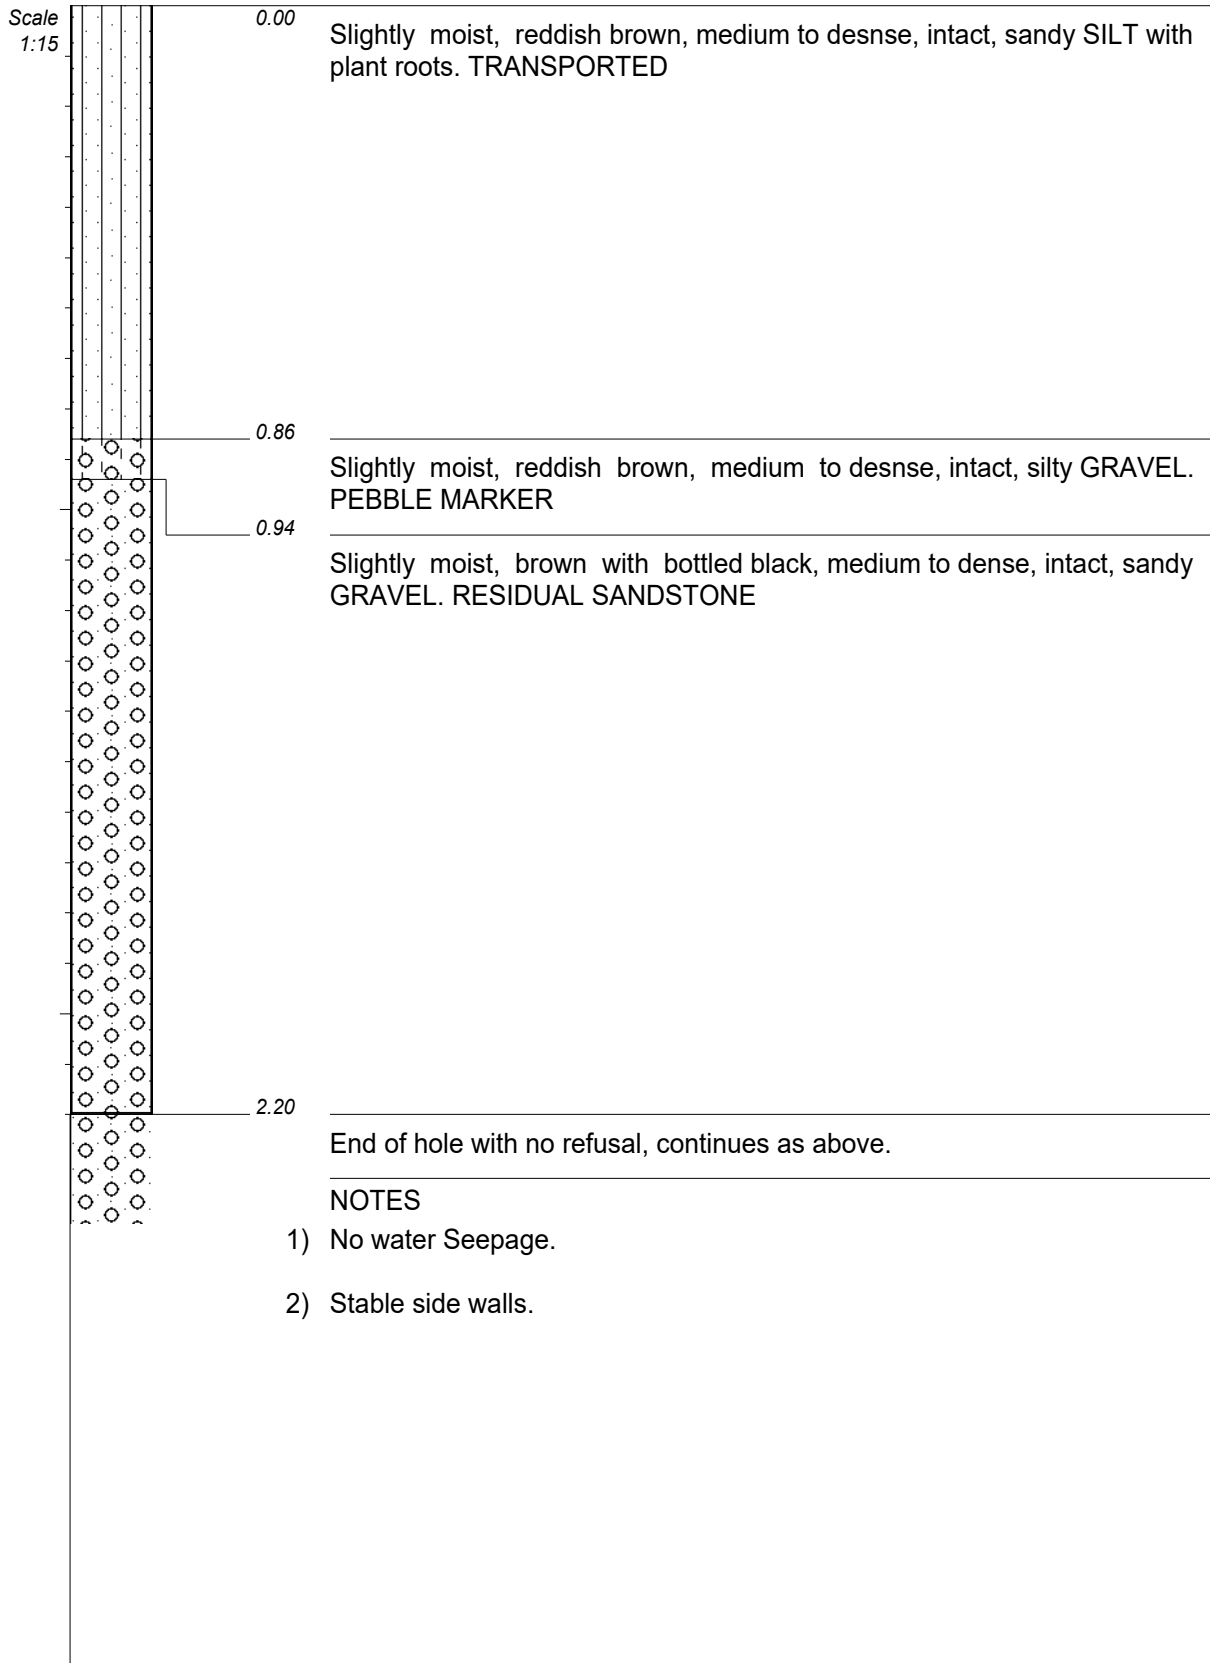 Scale
1:15
0.00
Slightly moist, reddish brown, medium to desnse, intact, sandy SILT with
plant roots. TRANSPORTED
0.86
Slightly moist, reddish brown, medium to desnse, intact, silty GRAVEL.
PEBBLE MARKER
0.94
Slightly moist, brown with bottled black, medium to dense, intact, sandy
GRAVEL. RESIDUAL SANDSTONE
2.20
End of hole with no refusal, continues as above.
NOTES
1) No water Seepage.
2) Stable side walls.